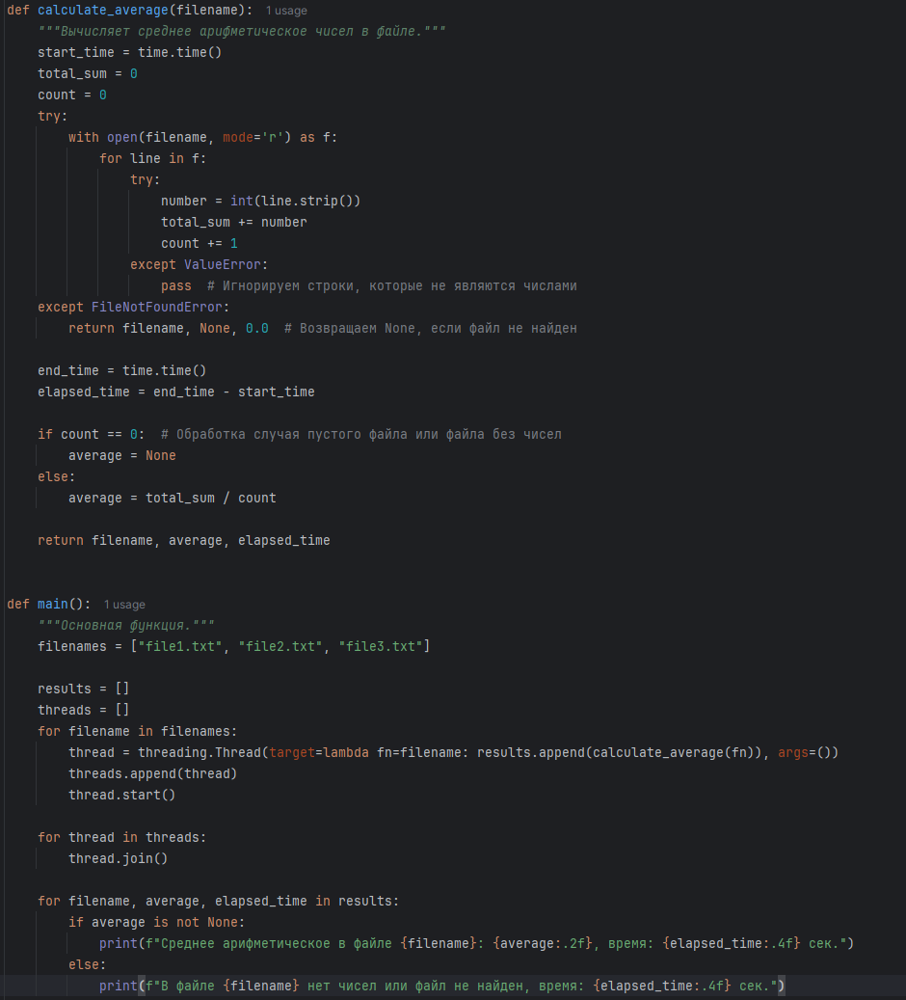 def calculate_average(filename):  1 usage
    """Вычисляет среднее арифметическое чисел в файле."""
    start_time = time.time()
    total_sum = 0
    count = 0
    try:
        with open(filename, mode='r') as f:
            for line in f:
                try:
                    number = int(line.strip())
                    total_sum += number
                    count += 1
                except ValueError:
                    pass  # Игнорируем строки, которые не являются числами
    except FileNotFoundError:
        return filename, None, 0.0  # Возвращаем None, если файл не найден

    end_time = time.time()
    elapsed_time = end_time - start_time

    if count == 0:  # Обработка случая пустого файла или файла без чисел
        average = None
    else:
        average = total_sum / count

    return filename, average, elapsed_time


def main():  1 usage
    """Основная функция."""
    filenames = ["file1.txt", "file2.txt", "file3.txt"]

    results = []
    threads = []
    for filename in filenames:
        thread = threading.Thread(target=lambda fn=filename: results.append(calculate_average(fn)), args=())
        threads.append(thread)
        thread.start()

    for thread in threads:
        thread.join()

    for filename, average, elapsed_time in results:
        if average is not None:
            print(f"Среднее арифметическое в файле {filename}: {average:.2f}, время: {elapsed_time:.4f} сек.")
        else:
            print(f"В файле {filename} нет чисел или файл не найден, время: {elapsed_time:.4f} сек.")